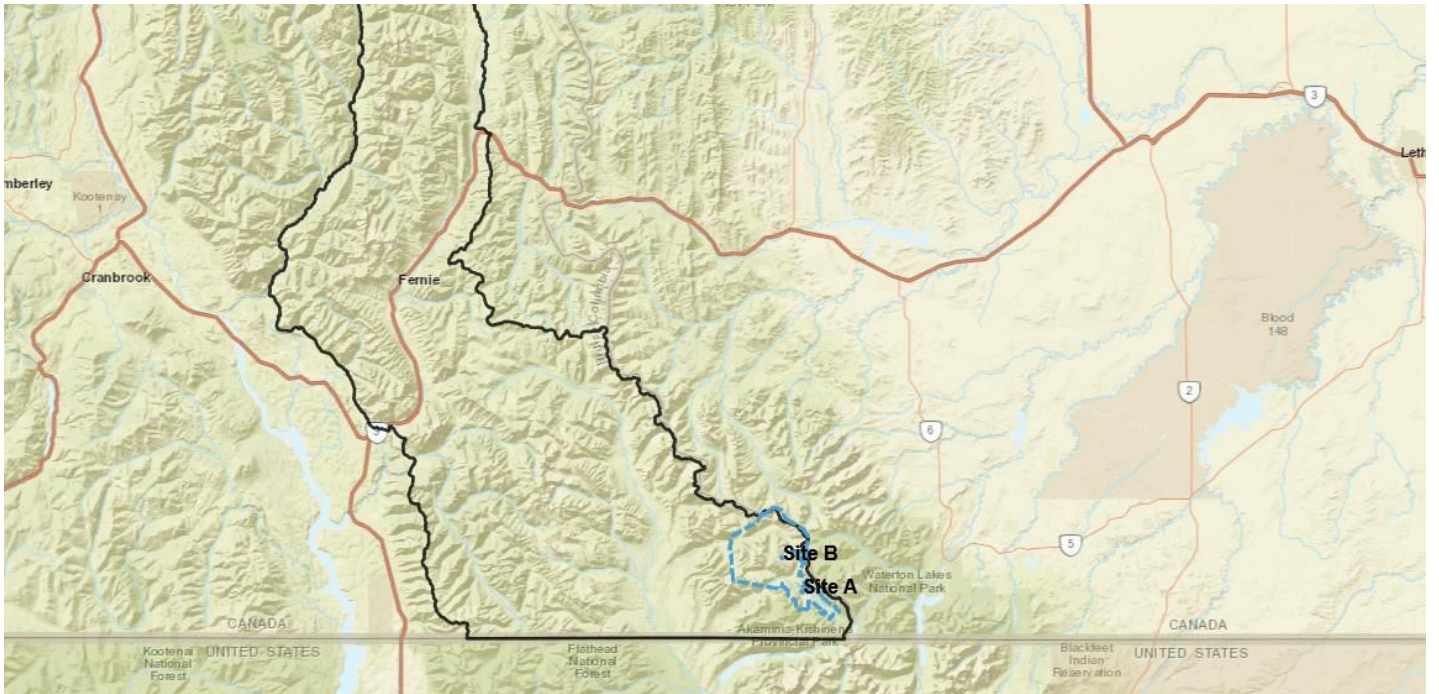 3
mberley
Kootenay
1
Leth
Cranbrook
Fernie
British Columbia
Blood
148
2
3
6
5
Site B
Site A
Waterton Lakes
National Park
Akamina-Kishinena
Provincial Park
CANADA
UNITED STATES
Kootenai
National
Forest
Flathead
National
Forest
CANADA
UNITED STATES
Blackfeet
Indian
Reservation